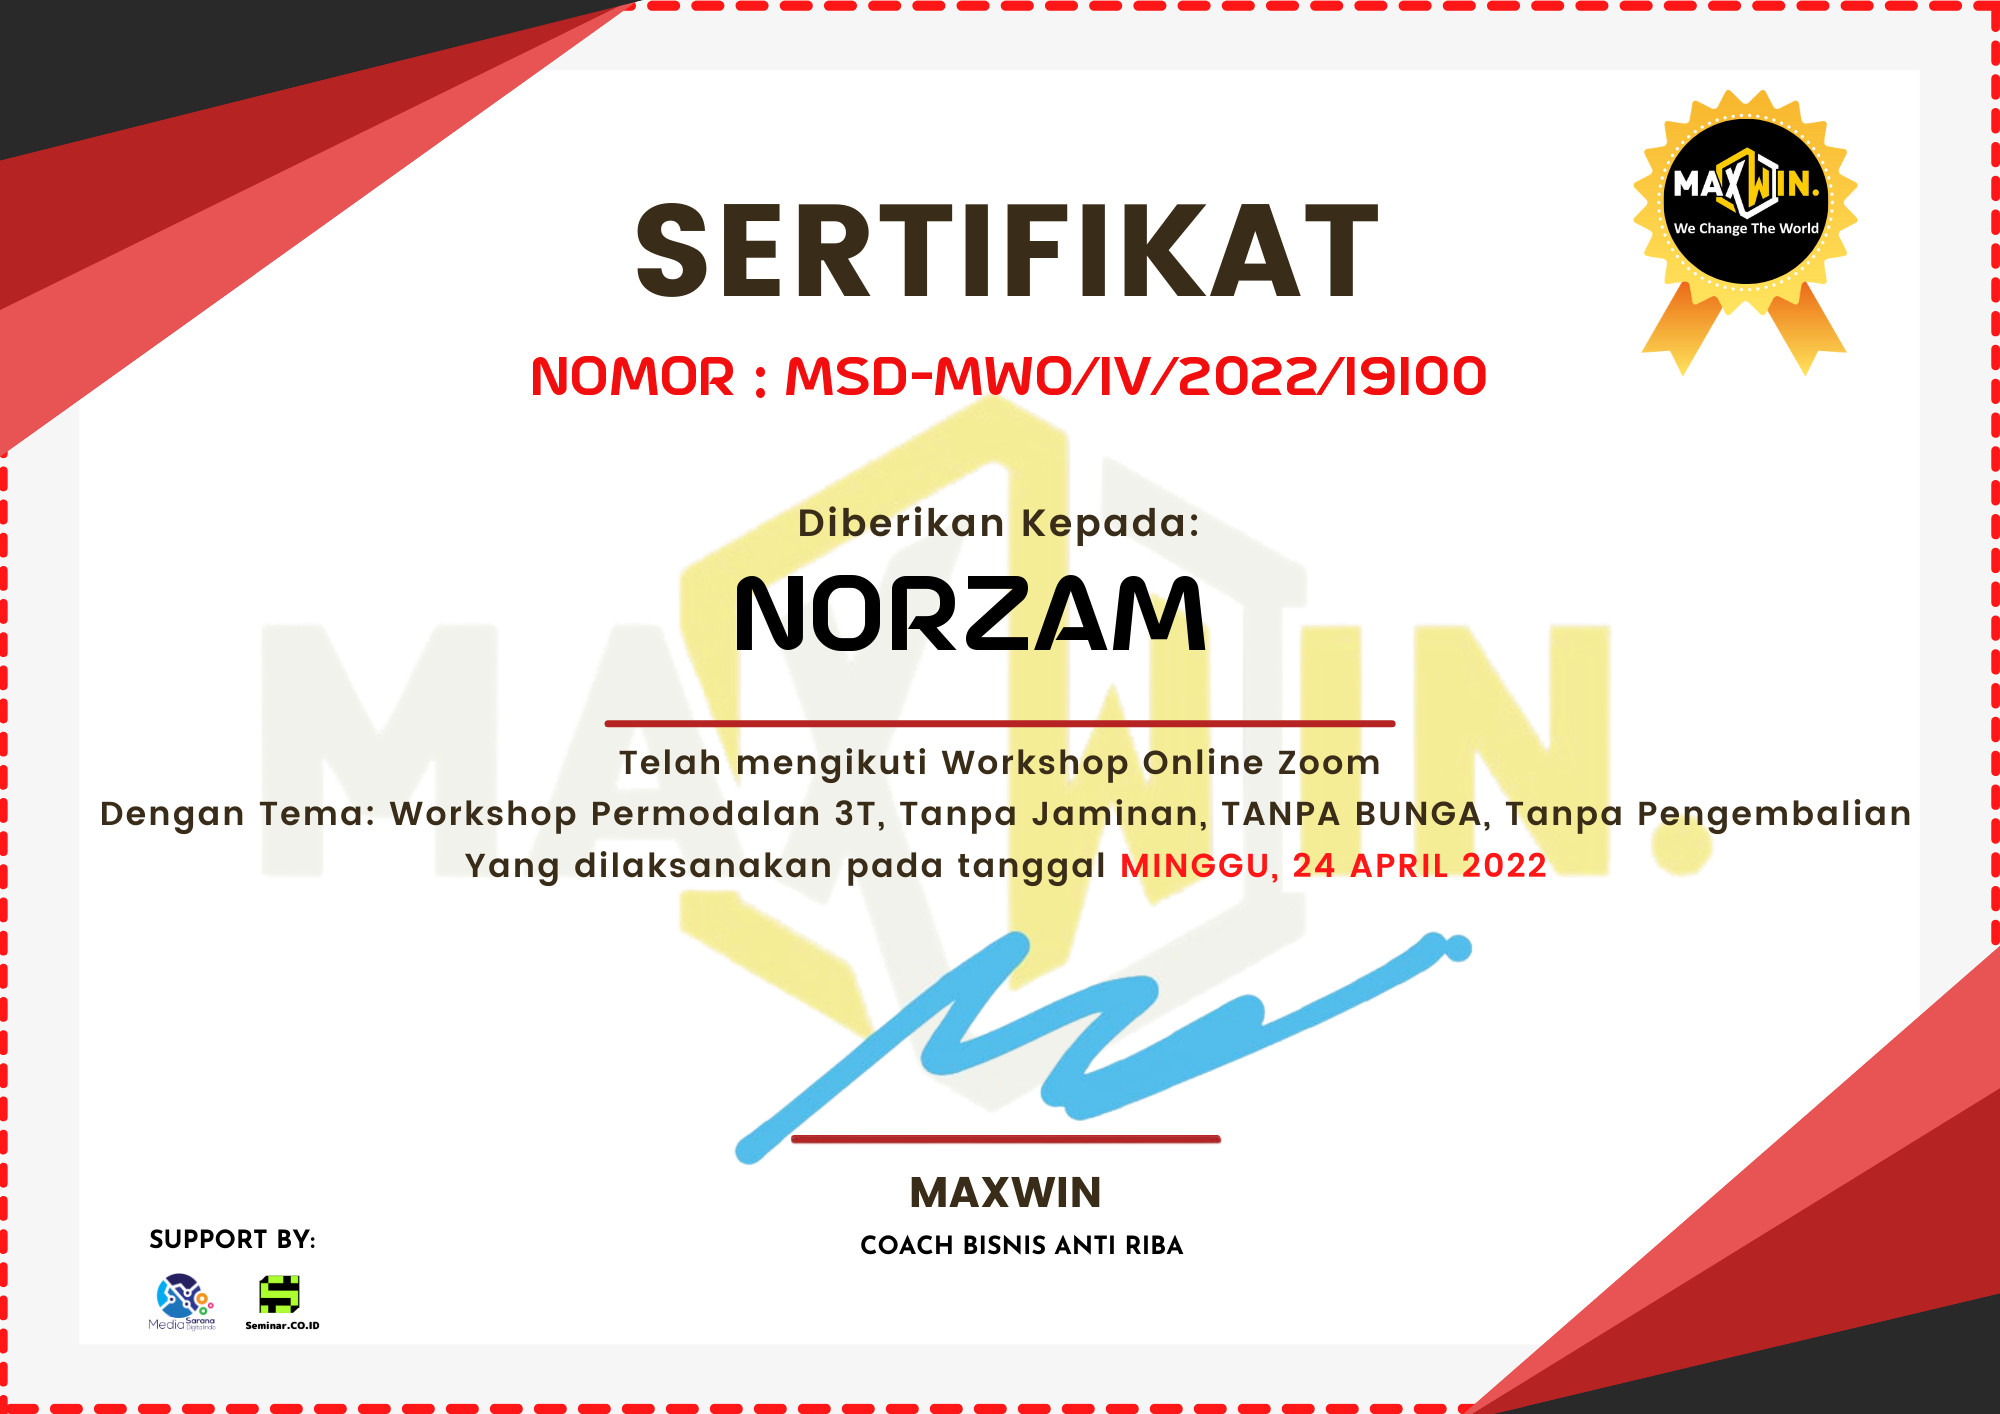 SERTIFIKAT
MAXWIN.
We Change The World
NOMOR : MSD-MWO/IV/2022/19100
Diberikan Kepada:
NORZAM
MAXWIN.
Telah mengikuti Workshop Online Zoom
Dengan Tema: Workshop Permodalan 3T, Tanpa Jaminan, TANPA BUNGA, Tanpa Pengembalian
Yang dilaksanakan pada tanggal MINGGU, 24 APRIL 2022
MAXWIN
COACH BISNIS ANTI RIBA
SUPPORT BY:
Media Sarana
Digitalindo
Seminar.CO.ID